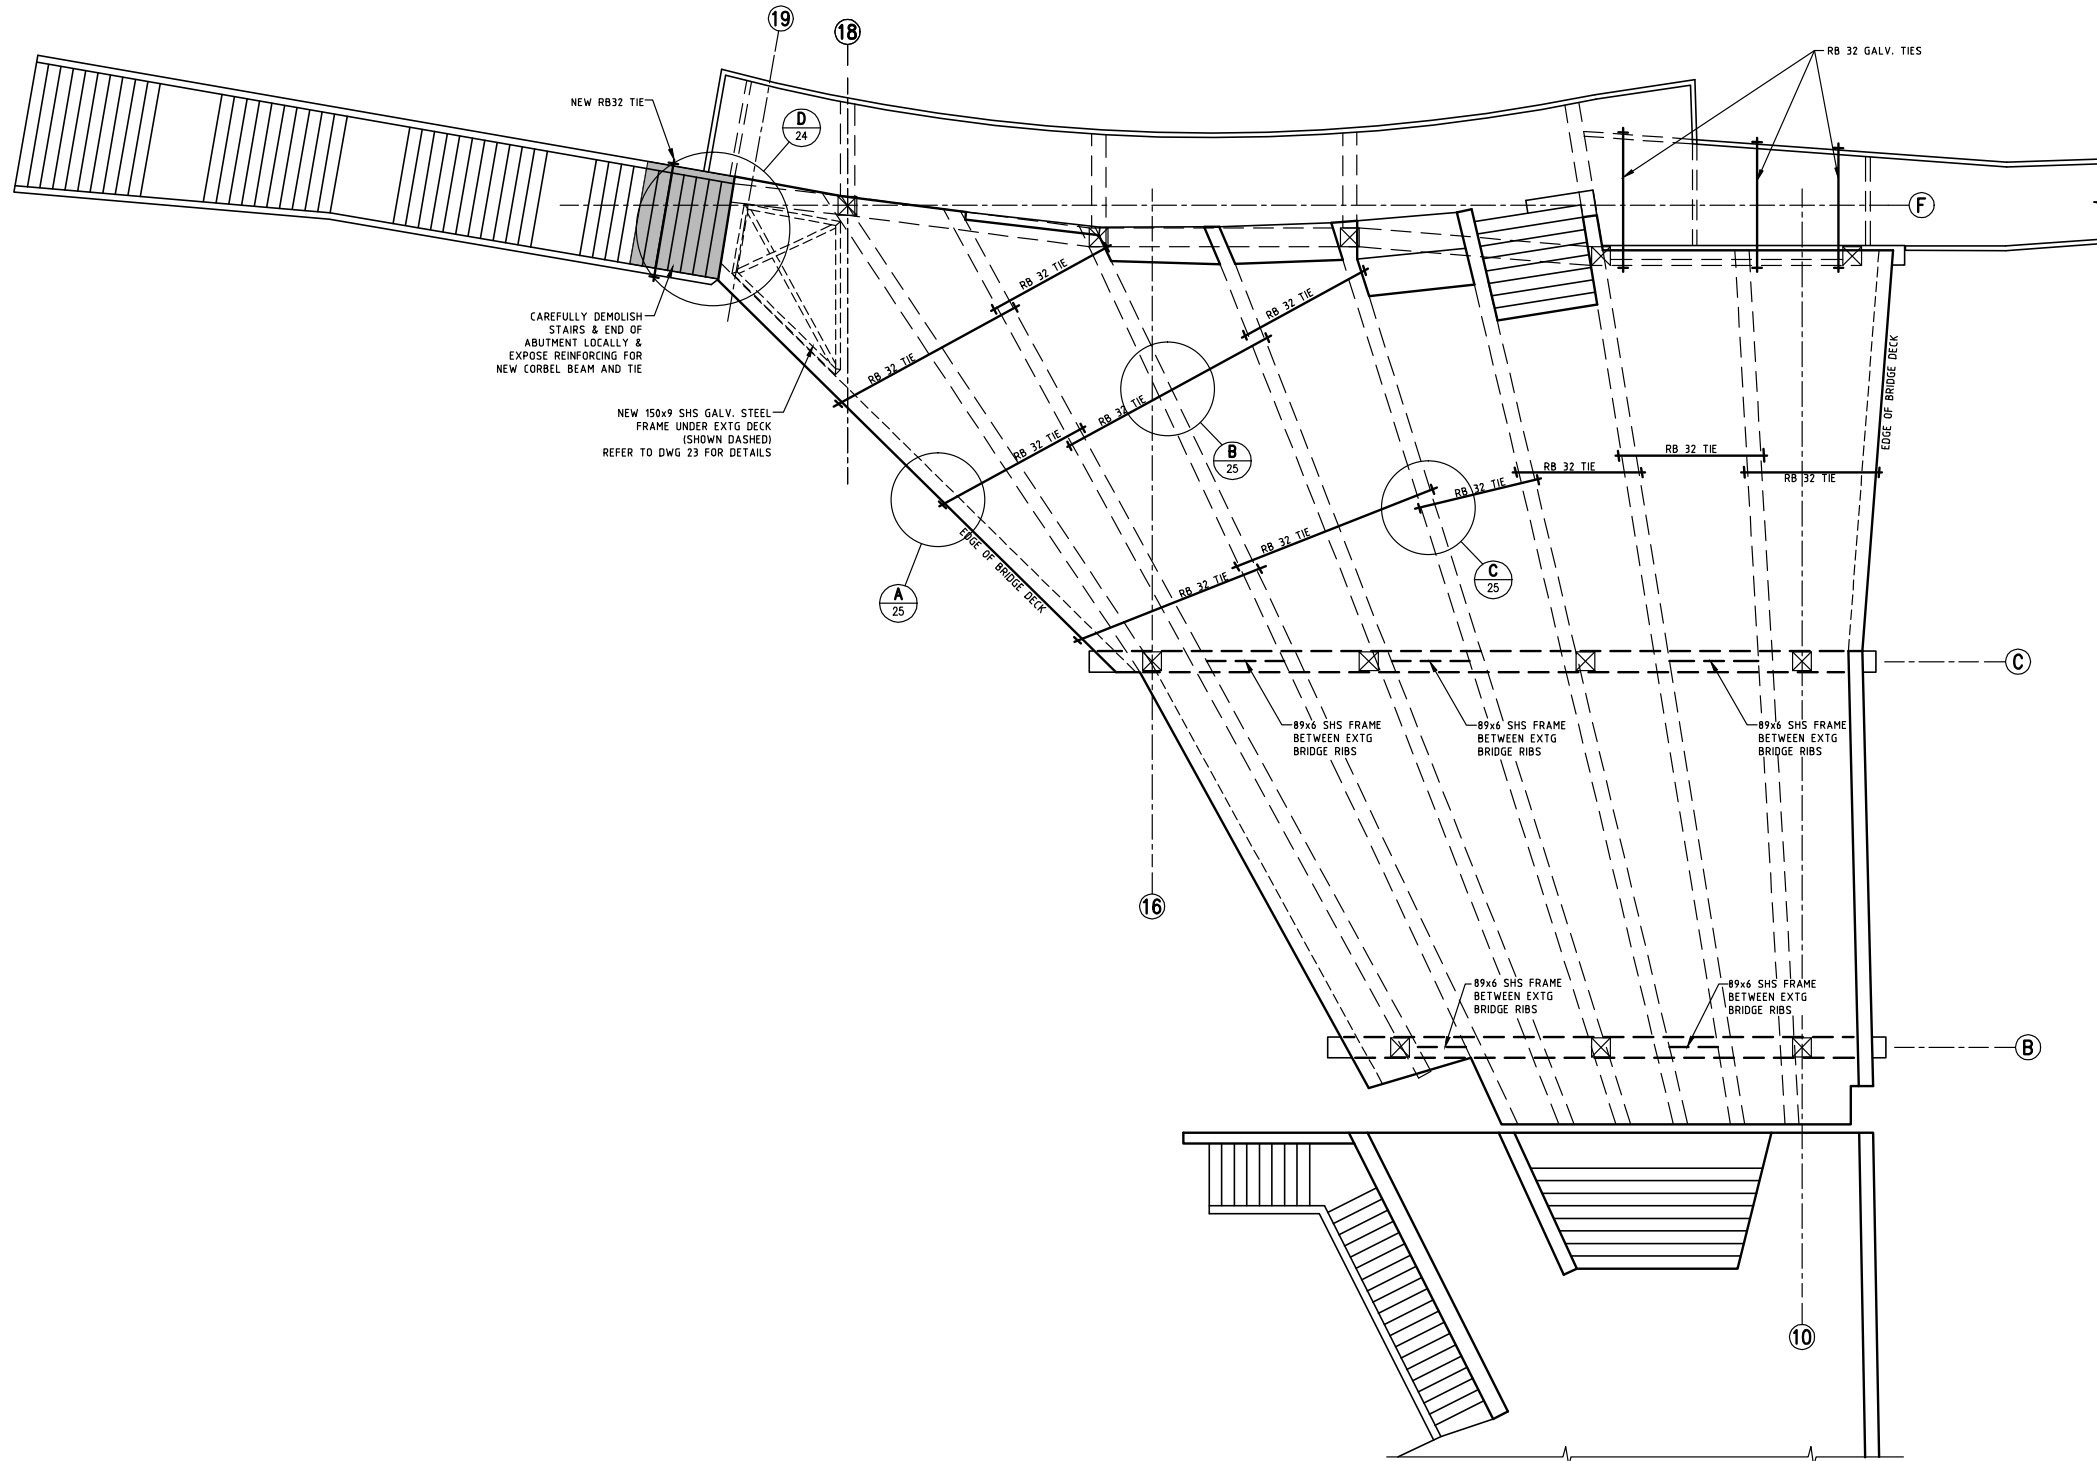 19
18
RB 32 GALV. TIES
NEW RB32 TIE
D
24
F
RB 32 TIE
RB 32 TIE
CAREFULLY DEMOLISH
STAIRS & END OF
ABUTMENT LOCALLY &
EXPOSE REINFORCING FOR
NEW CORBEL BEAM AND TIE
RB 32 TIE
EDGE OF BRIDGE DECK
NEW 150x9 SHS GALV. STEEL
FRAME UNDER EXTG DECK
(SHOWN DASHED)
REFER TO DWG 23 FOR DETAILS
RB 32 TIE
RB 32 TIE
B
25
RB 32 TIE
RB 32 TIE
RB 32 TIE
RB 32 TIE
EDGE OF BRIDGE DECK
RB 32 TIE
RB 32 TIE
C
25
A
25
C
89x6 SHS FRAME
BETWEEN EXTG
BRIDGE RIBS
89x6 SHS FRAME
BETWEEN EXTG
BRIDGE RIBS
89x6 SHS FRAME
BETWEEN EXTG
BRIDGE RIBS
16
89x6 SHS FRAME
BETWEEN EXTG
BRIDGE RIBS
89x6 SHS FRAME
BETWEEN EXTG
BRIDGE RIBS
B
10